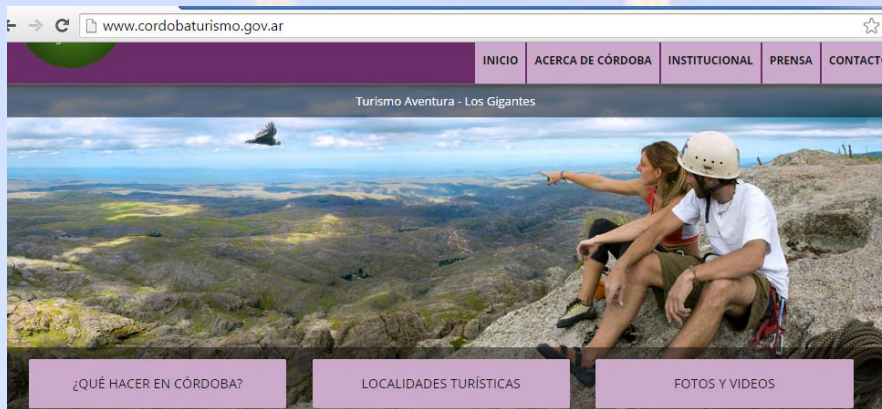 www.cordobaturismo.gov.ar
INICIO ACERCA DE CÓRDOBA INSTITUCIONAL PRENSA CONTACTO
Turismo Aventura - Los Gigantes
¿QUÉ HACER EN CÓRDOBA? LOCALIDADES TURÍSTICAS FOTOS Y VIDEOS